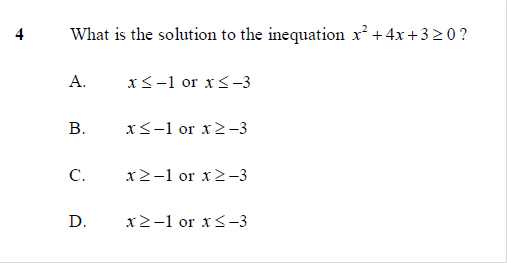 4 What is the solution to the inequation x² + 4x + 3 ≥ 0?
A. x ≤ −1 or x ≤ −3
B. x ≤ −1 or x ≥ −3
C. x ≥ −1 or x ≥ −3
D. x ≥ −1 or x ≤ −3